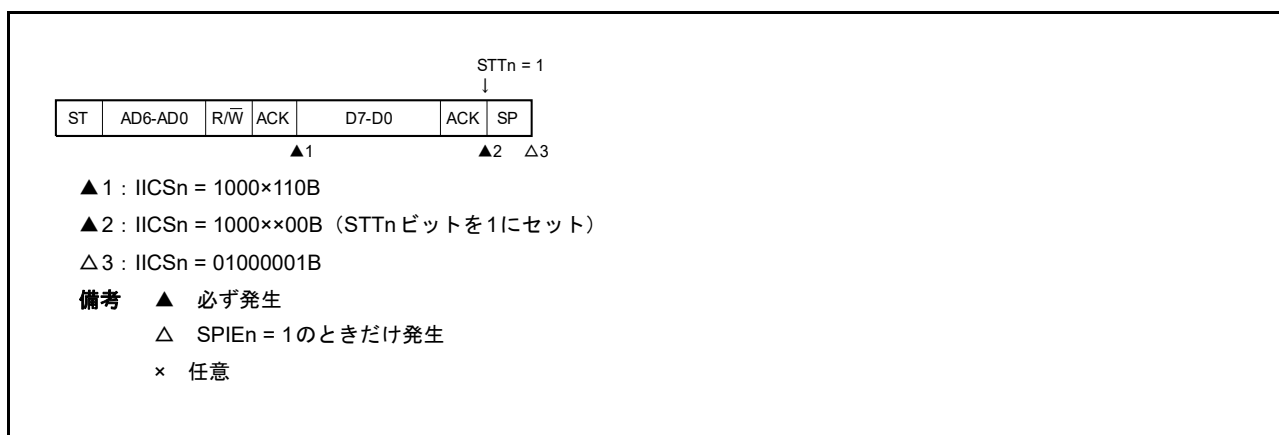 STTn = 1
↓
ST AD6-AD0 R/W̅ ACK D7-D0 ACK SP
▲1 ▲2 △3
▲1：IICSn = 1000×110B
▲2：IICSn = 1000××00B（STTnビットを1にセット）
△3：IICSn = 01000001B
備考 ▲ 必ず発生
△ SPIEn = 1のときだけ発生
× 任意